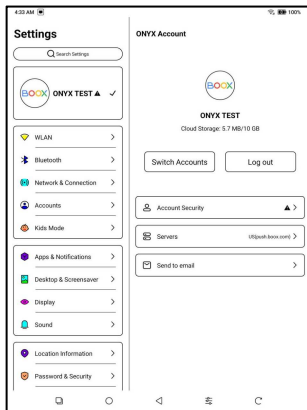 4:33 AM
100%
Settings
Search Settings
BOOX
ONYX TEST
WLAN
Bluetooth
Network & Connection
Accounts
Kids Mode
Apps & Notifications
Desktop & Screensaver
Display
Sound
Location Information
Password & Security
ONYX Account
BOOX
ONYX TEST
Cloud Storage: 5.7 MB/10 GB
Switch Accounts
Log out
Account Security
Servers
US(push.boox.com)
Send to email